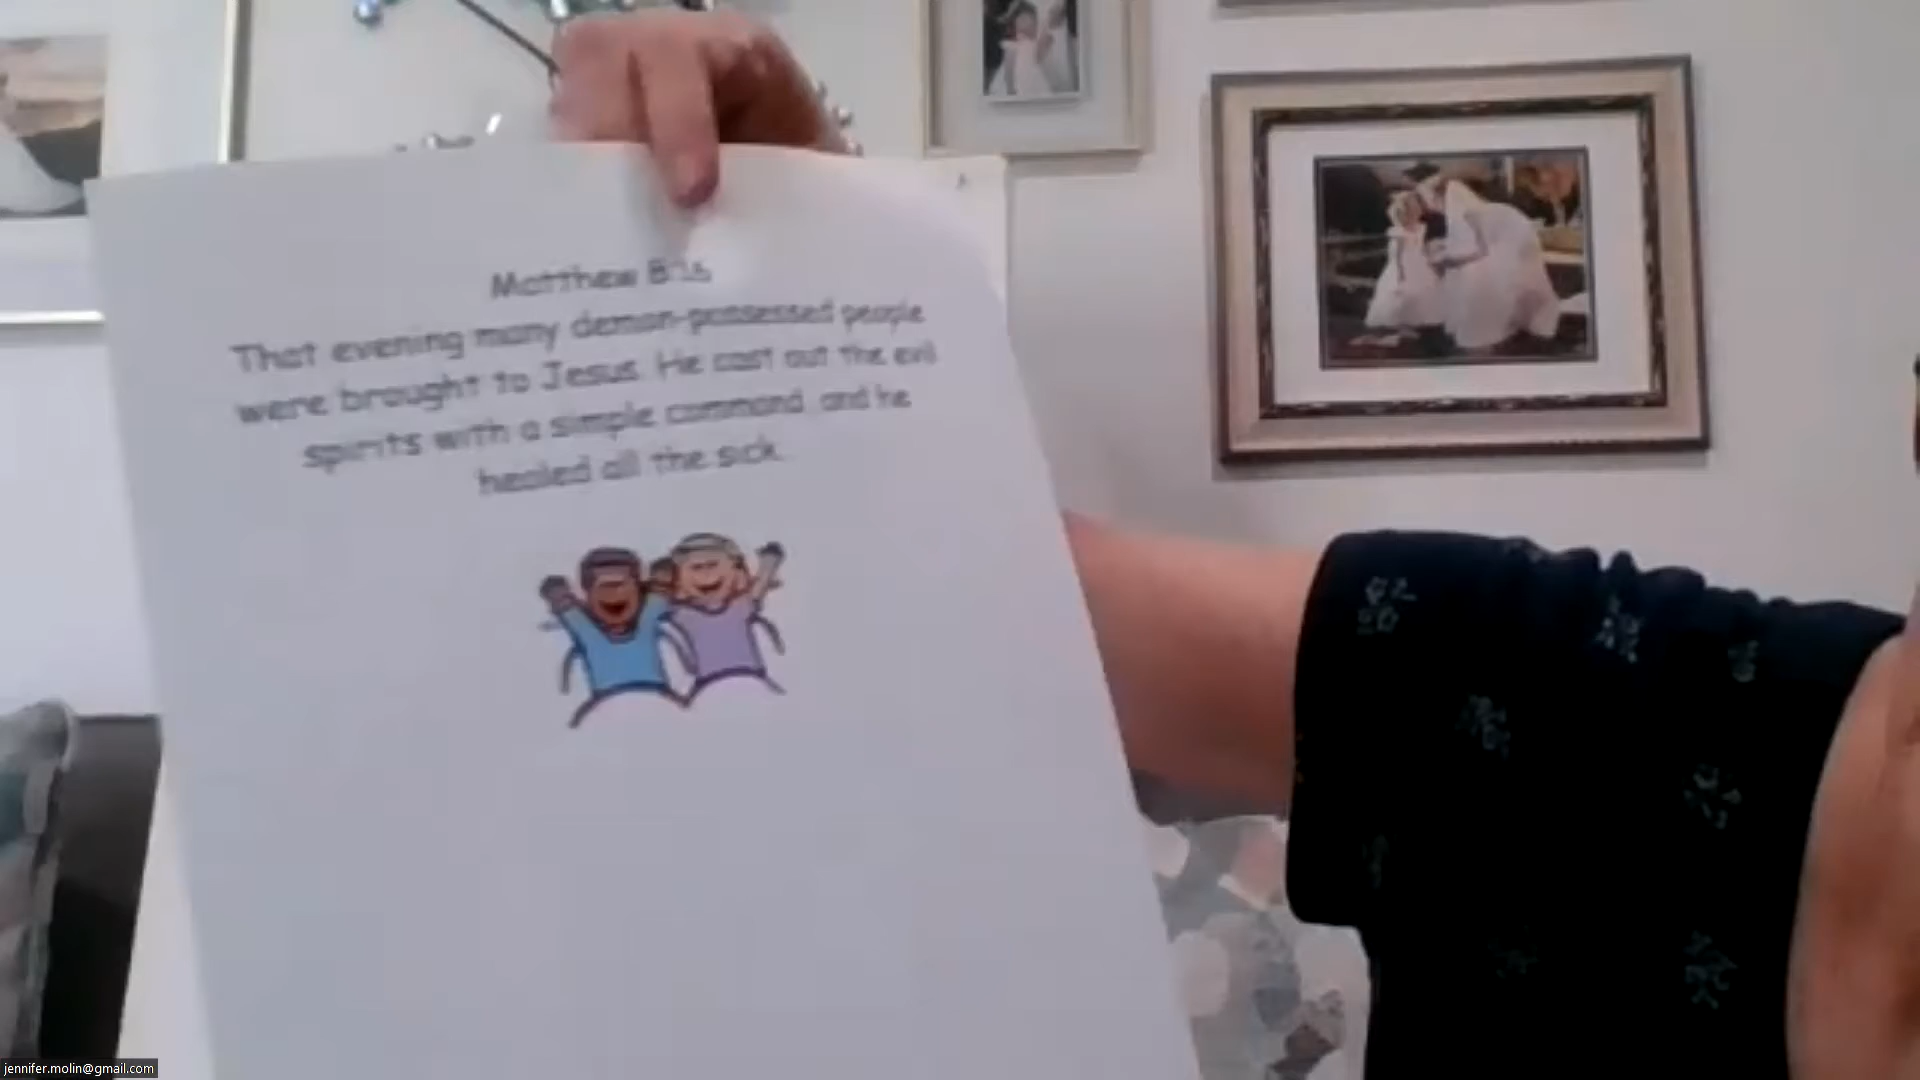 Matthew 8:16
That evening many demon-possessed people
were brought to Jesus. He cast out the evil
spirits with a simple command, and he
healed all the sick.
jennifer.molin@gmail.com